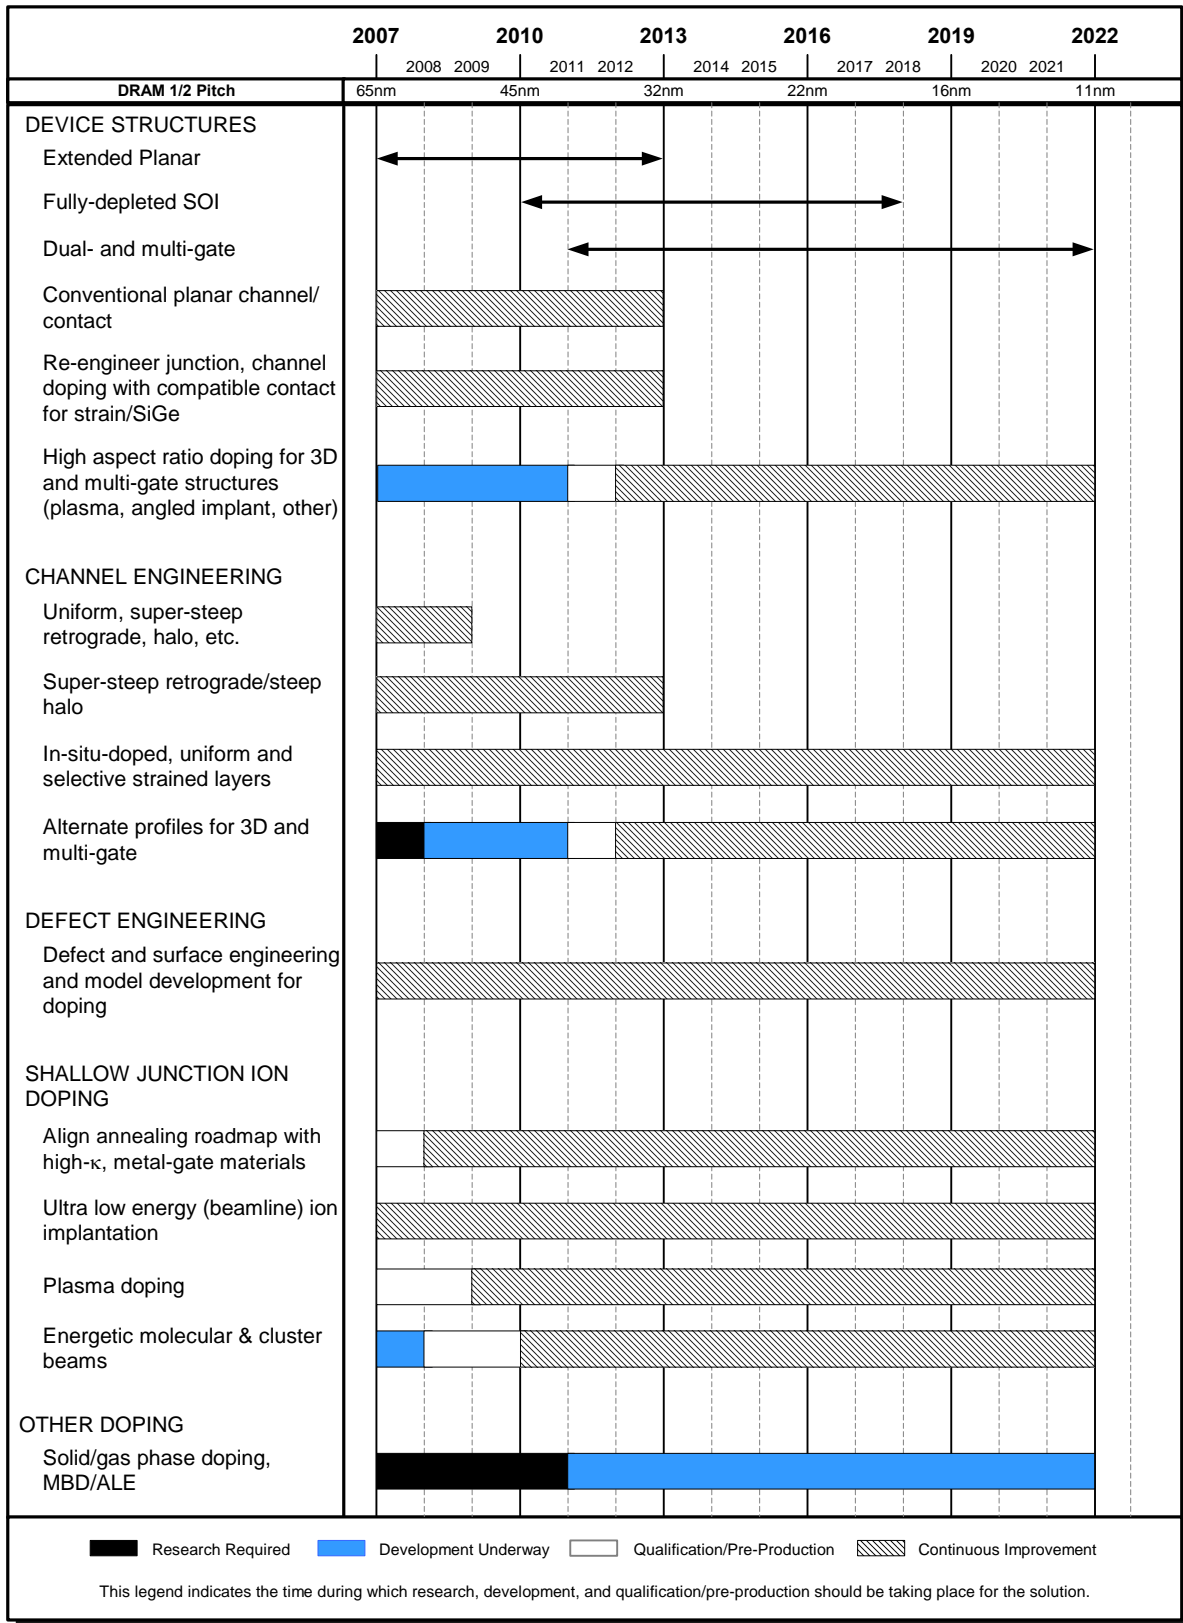 2007 2010 2013 2016 2019 2022
2008 2009 2011 2012 2014 2015 2017 2018 2020 2021
DRAM 1/2 Pitch 65nm 45nm 32nm 22nm 16nm 11nm
DEVICE STRUCTURES
Extended Planar
Fully-depleted SOI
Dual- and multi-gate
Conventional planar channel/
contact
Re-engineer junction, channel
doping with compatible contact
for strain/SiGe
High aspect ratio doping for 3D
and multi-gate structures
(plasma, angled implant, other)
CHANNEL ENGINEERING
Uniform, super-steep
retrograde, halo, etc.
Super-steep retrograde/steep
halo
In-situ-doped, uniform and
selective strained layers
Alternate profiles for 3D and
multi-gate
DEFECT ENGINEERING
Defect and surface engineering
and model development for
doping
SHALLOW JUNCTION ION
DOPING
Align annealing roadmap with
high-κ, metal-gate materials
Ultra low energy (beamline) ion
implantation
Plasma doping
Energetic molecular & cluster
beams
OTHER DOPING
Solid/gas phase doping,
MBD/ALE
Research Required Development Underway Qualification/Pre-Production Continuous Improvement
This legend indicates the time during which research, development, and qualification/pre-production should be taking place for the solution.